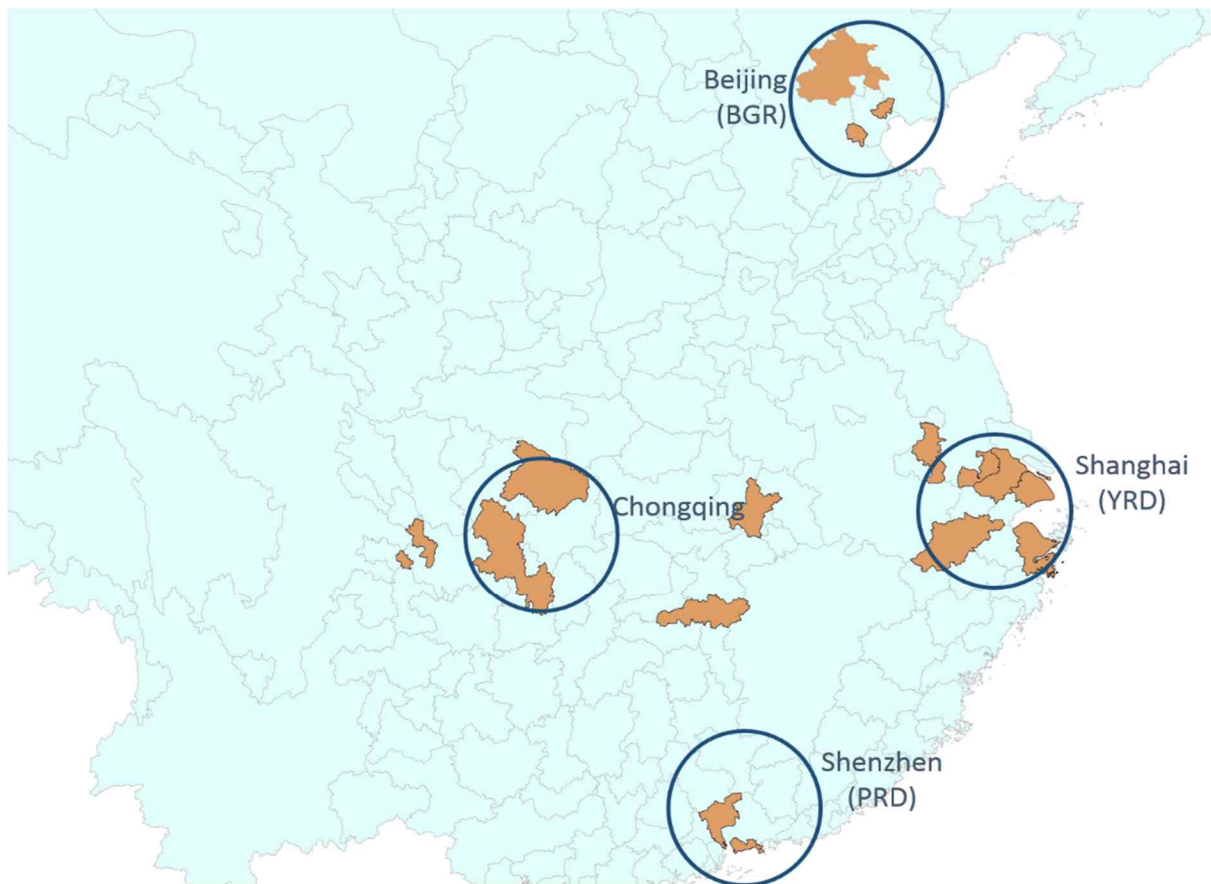 Beijing
(BGR)
Shanghai
(YRD)
Chongqing
Shenzhen
(PRD)